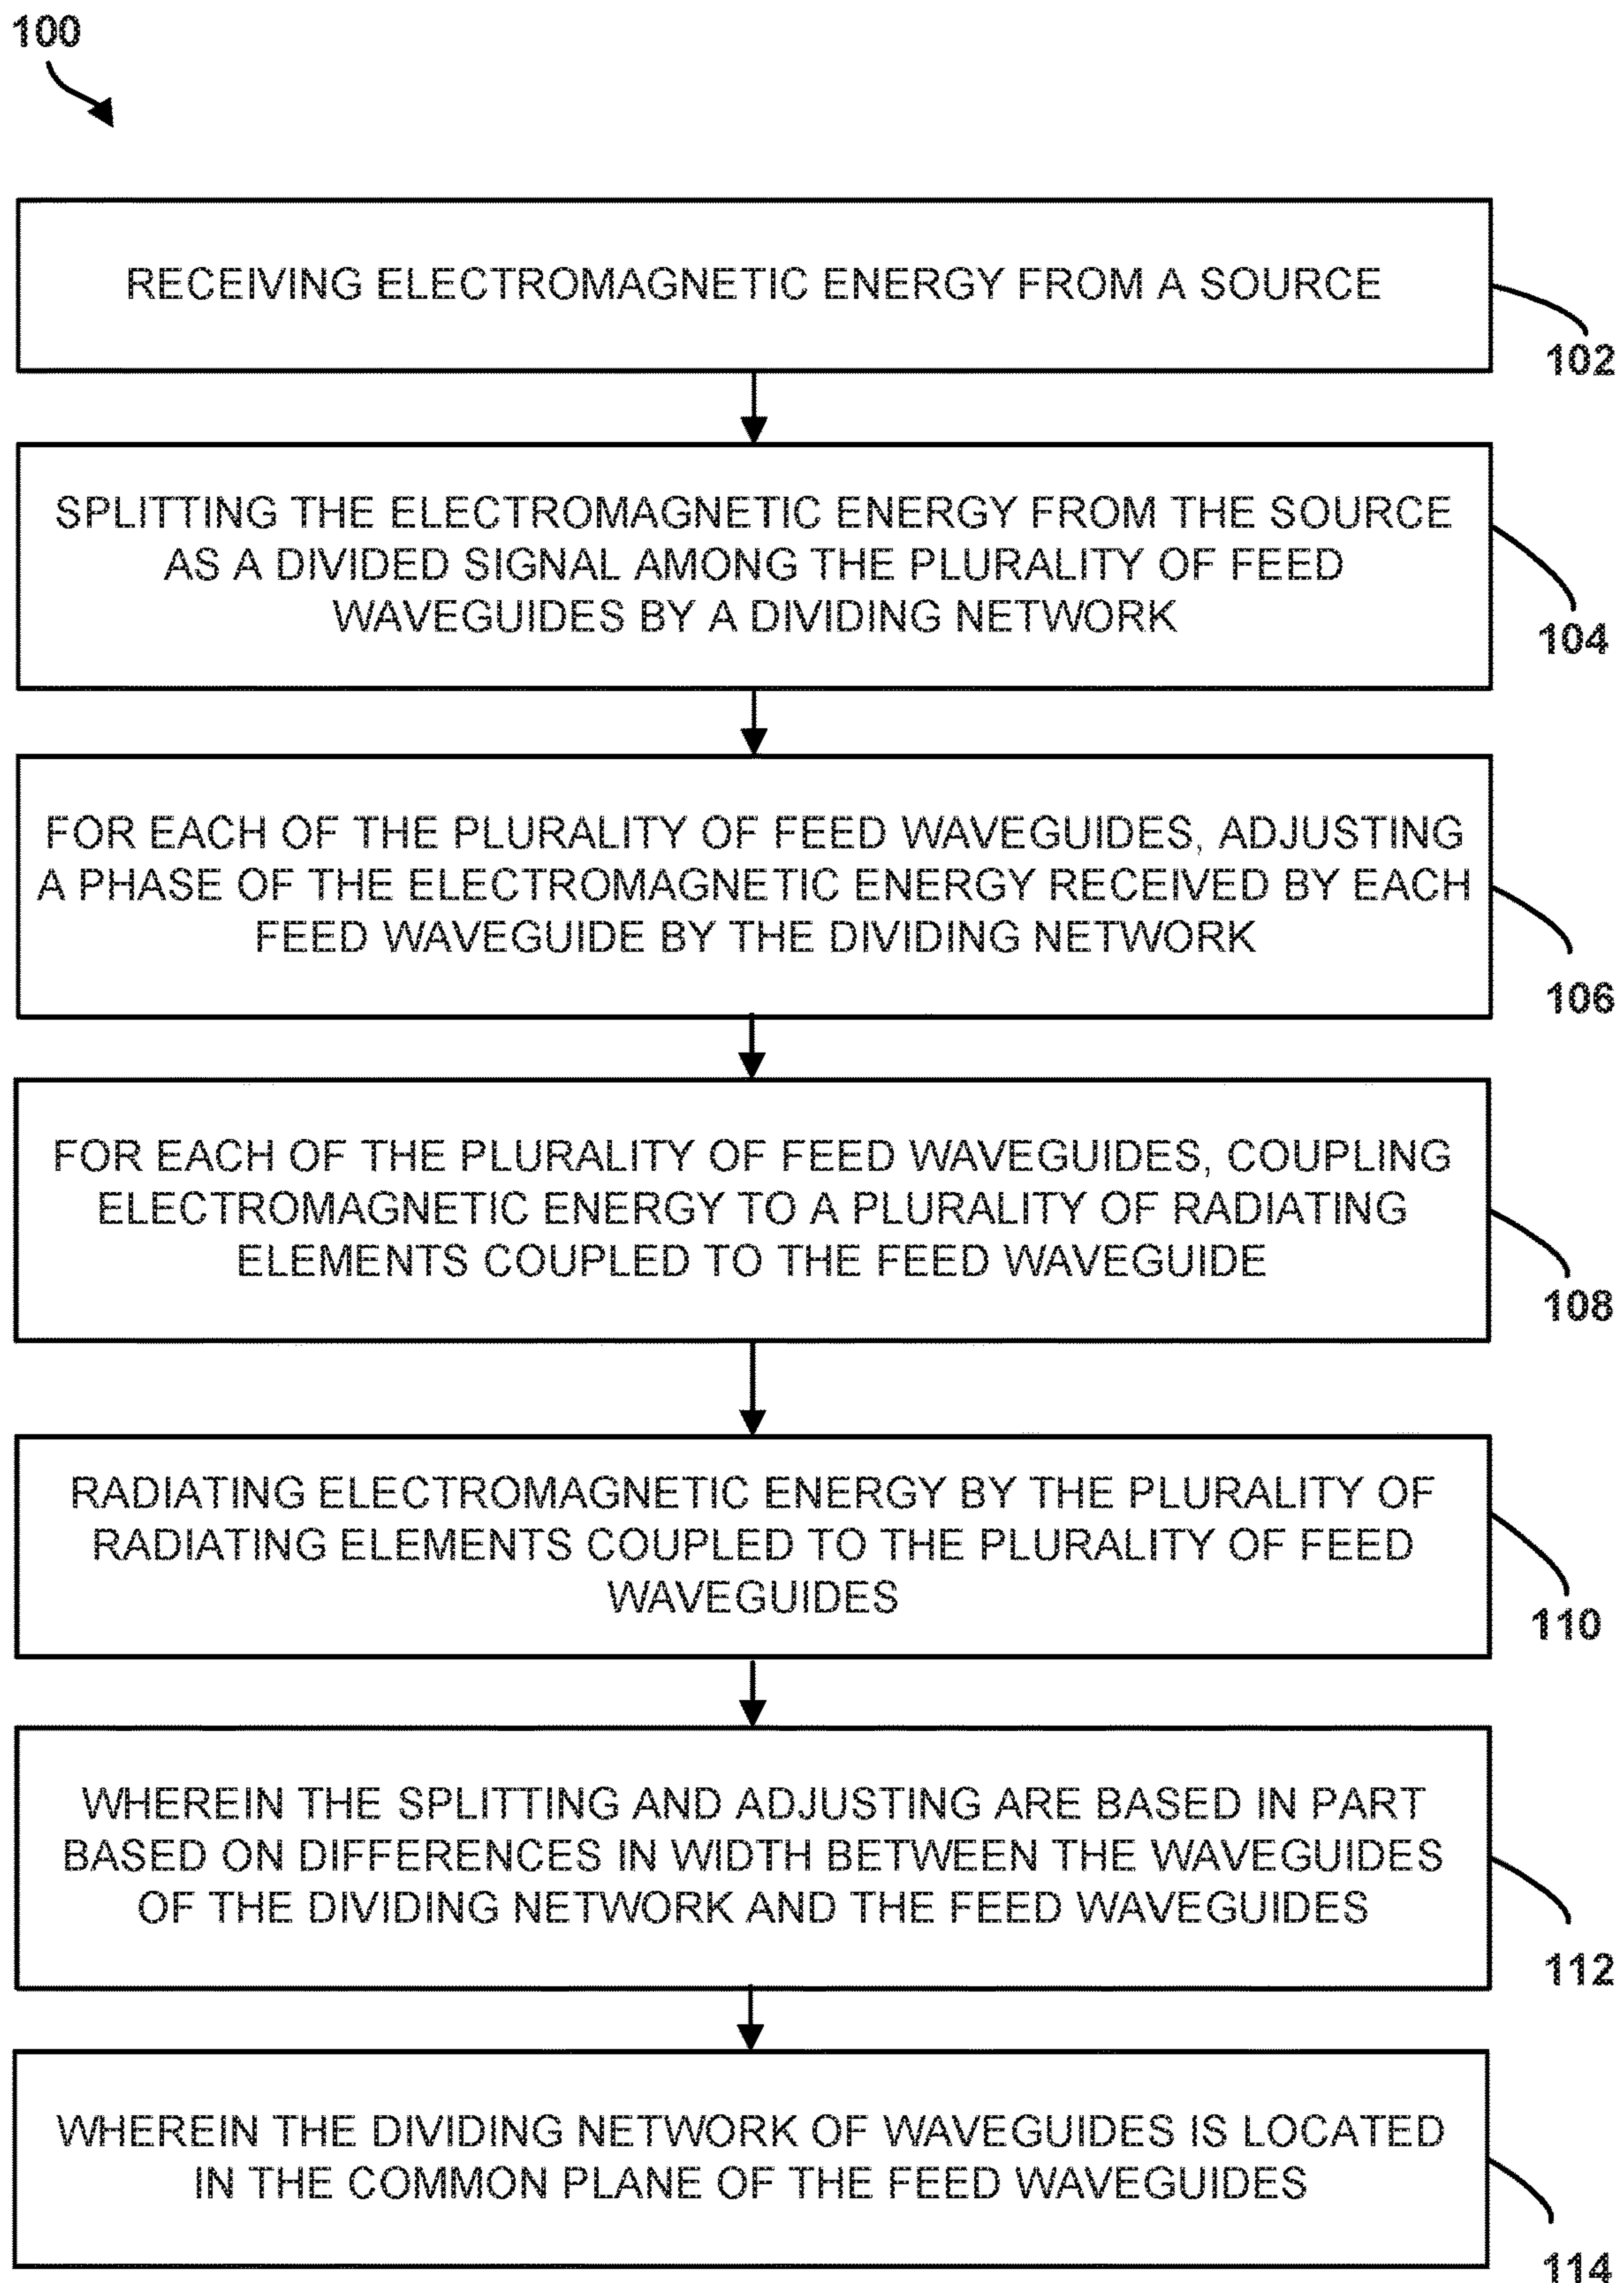 100
RECEIVING ELECTROMAGNETIC ENERGY FROM A SOURCE
102
SPLITTING THE ELECTROMAGNETIC ENERGY FROM THE SOURCE
AS A DIVIDED SIGNAL AMONG THE PLURALITY OF FEED
WAVEGUIDES BY A DIVIDING NETWORK
104
FOR EACH OF THE PLURALITY OF FEED WAVEGUIDES, ADJUSTING
A PHASE OF THE ELECTROMAGNETIC ENERGY RECEIVED BY EACH
FEED WAVEGUIDE BY THE DIVIDING NETWORK
106
FOR EACH OF THE PLURALITY OF FEED WAVEGUIDES, COUPLING
ELECTROMAGNETIC ENERGY TO A PLURALITY OF RADIATING
ELEMENTS COUPLED TO THE FEED WAVEGUIDE
108
RADIATING ELECTROMAGNETIC ENERGY BY THE PLURALITY OF
RADIATING ELEMENTS COUPLED TO THE PLURALITY OF FEED
WAVEGUIDES
110
WHEREIN THE SPLITTING AND ADJUSTING ARE BASED IN PART
BASED ON DIFFERENCES IN WIDTH BETWEEN THE WAVEGUIDES
OF THE DIVIDING NETWORK AND THE FEED WAVEGUIDES
112
WHEREIN THE DIVIDING NETWORK OF WAVEGUIDES IS LOCATED
IN THE COMMON PLANE OF THE FEED WAVEGUIDES
114